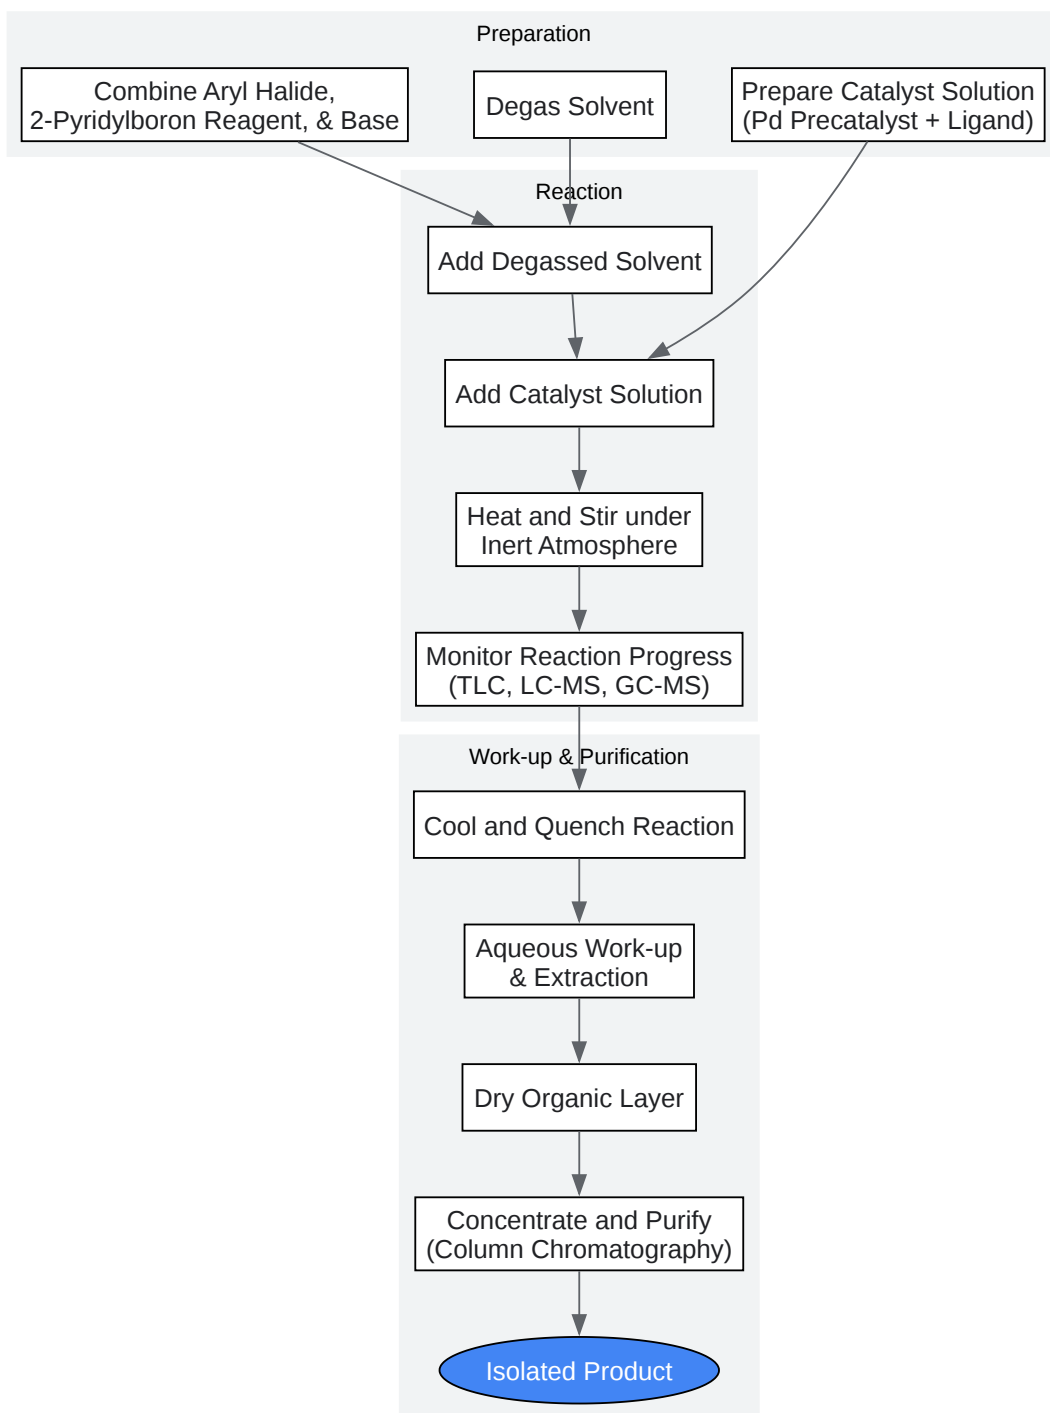 Preparation
Combine Aryl Halide,
2-Pyridylboron Reagent, & Base
Degas Solvent
Prepare Catalyst Solution
(Pd Precatalyst + Ligand)
Reaction
Add Degassed Solvent
Add Catalyst Solution
Heat and Stir under
Inert Atmosphere
Monitor Reaction Progress
(TLC, LC-MS, GC-MS)
Work-up & Purification
Cool and Quench Reaction
Aqueous Work-up
& Extraction
Dry Organic Layer
Concentrate and Purify
(Column Chromatography)
Isolated Product